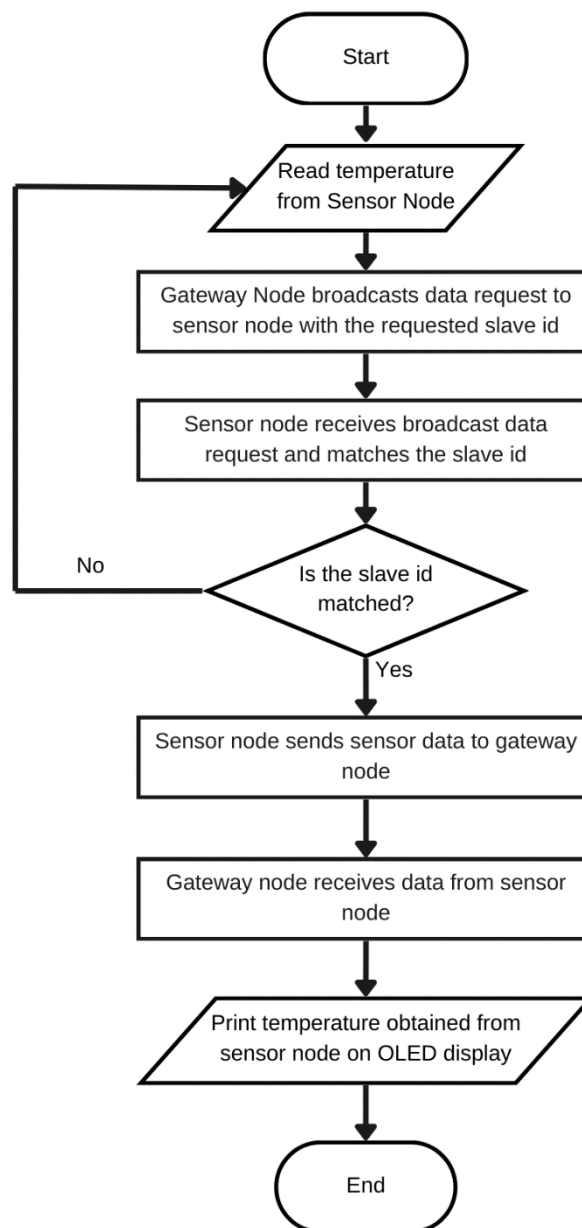 Start
Read temperature
from Sensor Node
Gateway Node broadcasts data request to
sensor node with the requested slave id
Sensor node receives broadcast data
request and matches the slave id
Is the slave id
matched?
No
Yes
Sensor node sends sensor data to gateway
node
Gateway node receives data from sensor
node
Print temperature obtained from
sensor node on OLED display
End